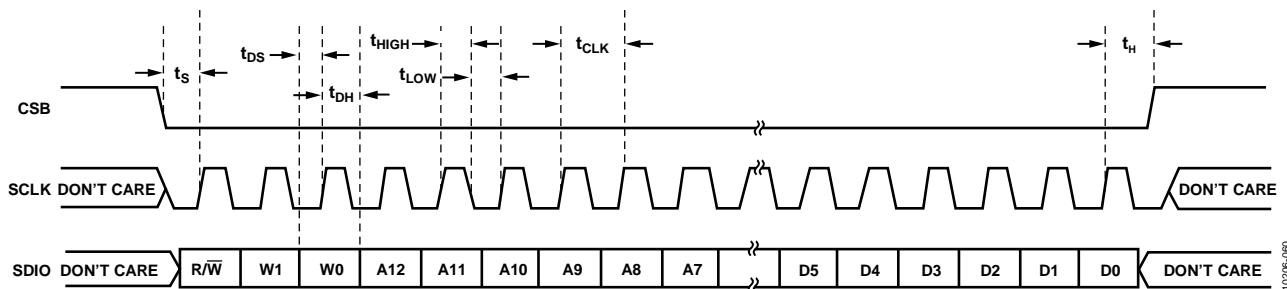 tDS
tHIGH
tCLK
tH
tS
tDH
tLOW
CSB
SCLK DON'T CARE
DON'T CARE
SDIO DON'T CARE
R/W̅ W1 W0 A12 A11 A10 A9 A8 A7 D5 D4 D3 D2 D1 D0
DON'T CARE